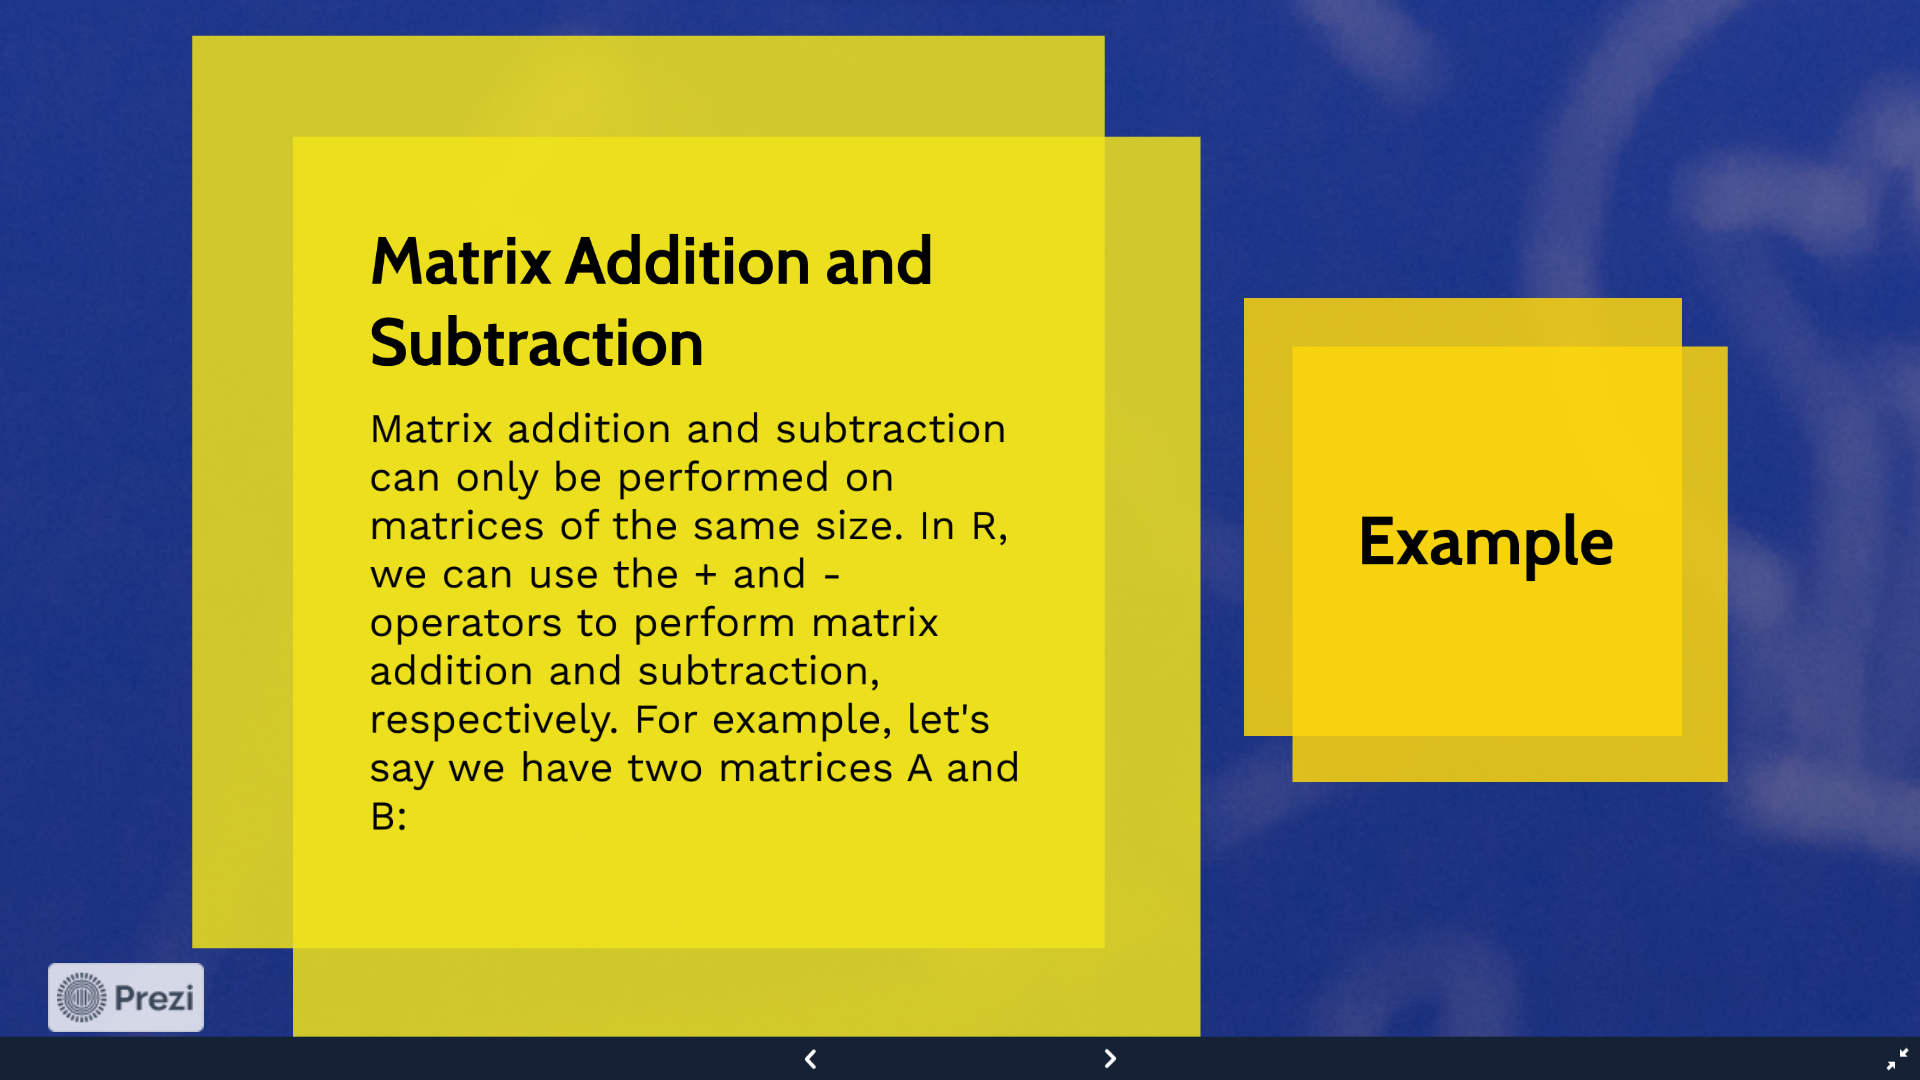 Matrix Addition and
Subtraction
Matrix addition and subtraction
can only be performed on
matrices of the same size. In R,
we can use the + and -
operators to perform matrix
addition and subtraction,
respectively. For example, let's
say we have two matrices A and
B:
Example
Prezi